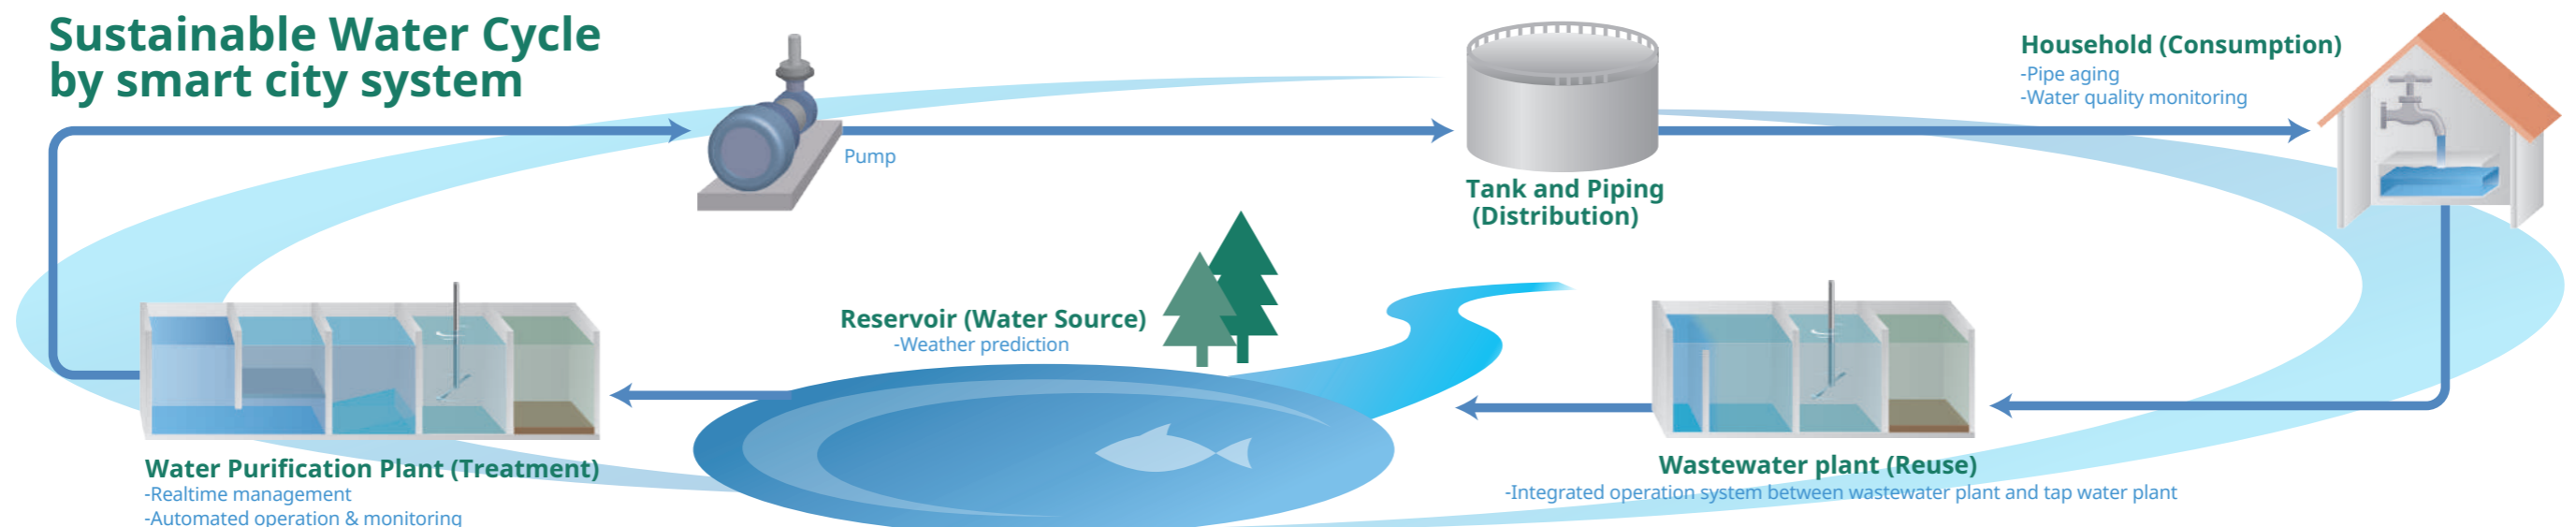 Sustainable Water Cycle
by smart city system
Pump
Tank and Piping
(Distribution)
Household (Consumption)
-Pipe aging
-Water quality monitoring
Reservoir (Water Source)
-Weather prediction
Water Purification Plant (Treatment)
-Realtime management
-Automated operation & monitoring
Wastewater plant (Reuse)
-Integrated operation system between wastewater plant and tap water plant